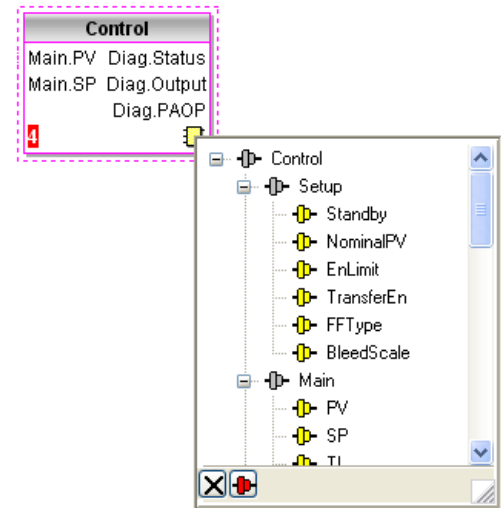 Control
Main.PV Diag.Status
Main.SP Diag.Output
Diag.PAOP
4
Control
Setup
Standby
NominalPV
EnLimit
TransferEn
FFType
BleedScale
Main
PV
SP